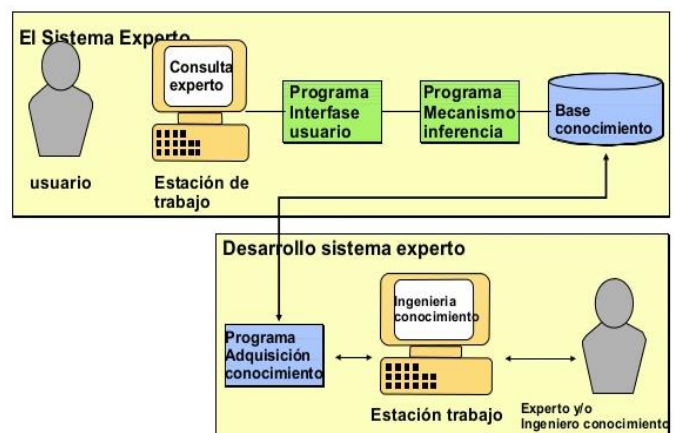 El Sistema Experto
Consulta
experto
Programa
Interfase
usuario
Programa
Mecanismo
inferencia
Base
conocimiento
usuario
Estación de
trabajo
Desarrollo sistema experto
Ingenieria
conocimiento
Programa
Adquisición
conocimiento
Estación trabajo
Experto y/o
Ingeniero conocimiento